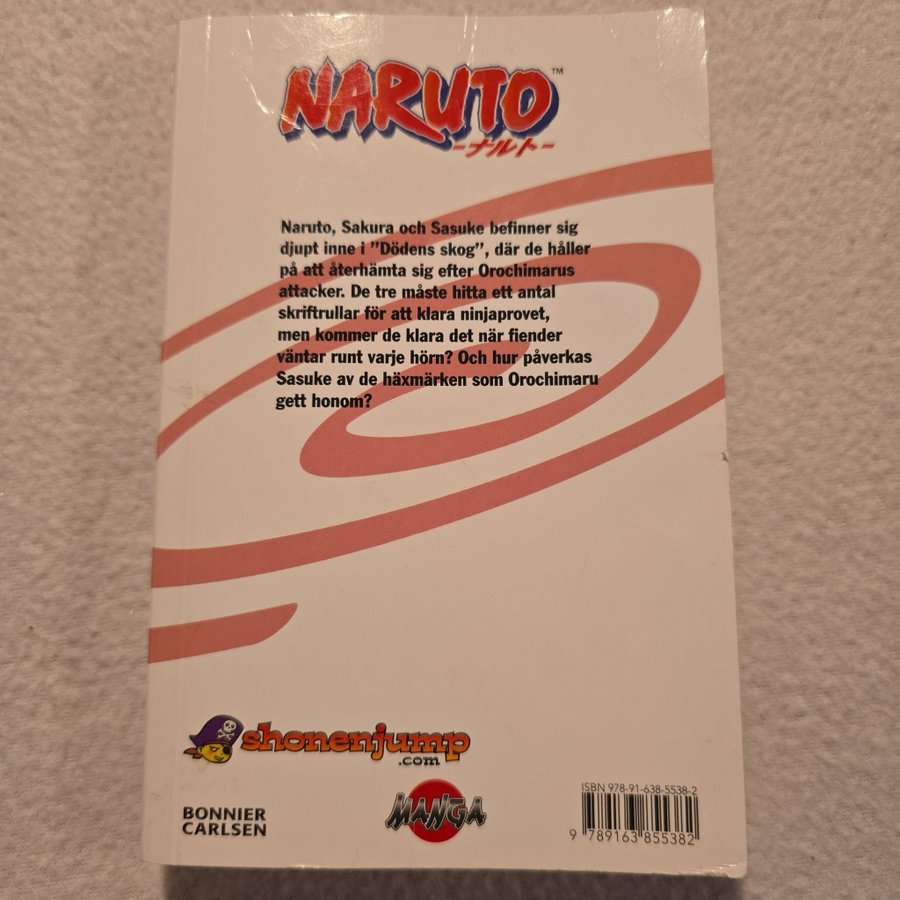 NARUTO™
-ナルト-
Naruto, Sakura och Sasuke befinner sig
djupt inne i ”Dödens skog”, där de håller
på att återhämta sig efter Orochimarus
attacker. De tre måste hitta ett antal
skriftrullar för att klara ninjaprovet,
men kommer de klara det när fiender
väntar runt varje hörn? Och hur påverkas
Sasuke av de häxmärken som Orochimaru
gett honom?
shonenjump
.com
BONNIER
CARLSEN
MANGA
ISBN 978-91-638-5538-2
9 789163 855382